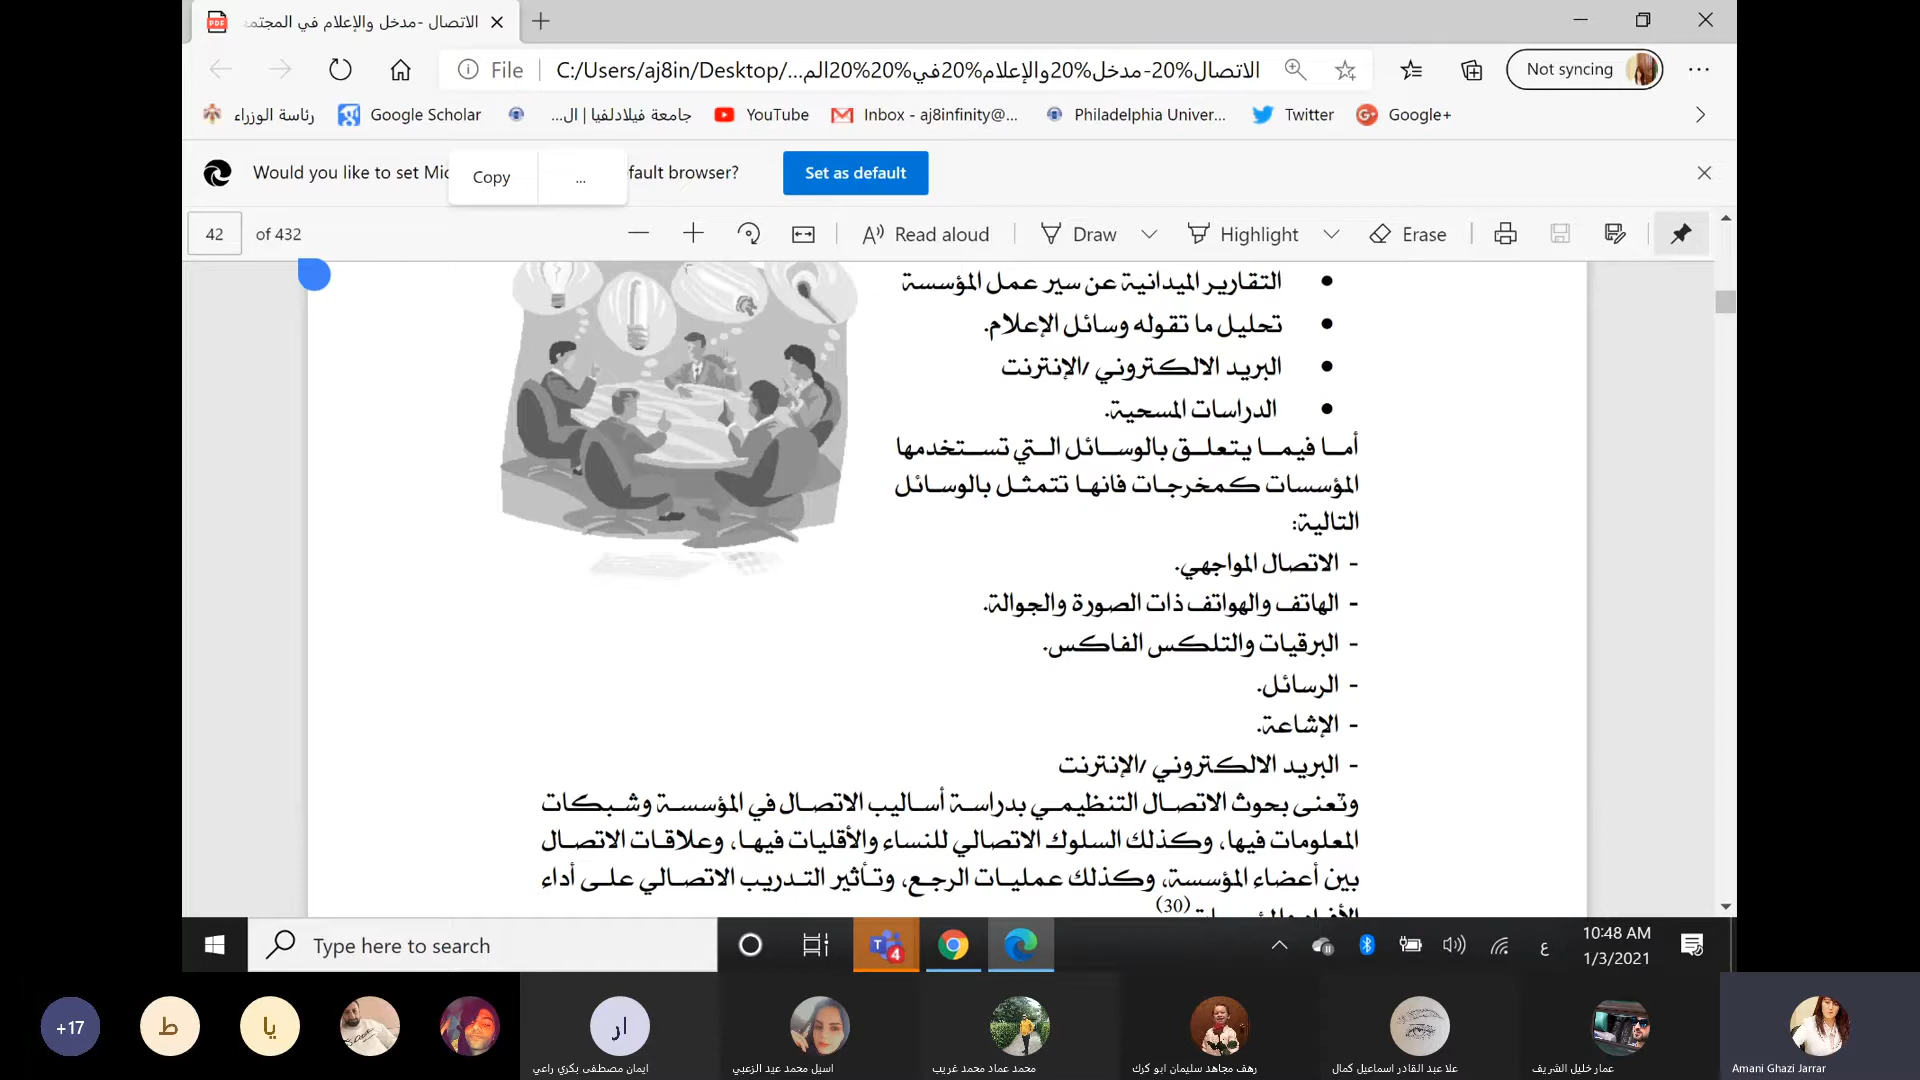 الاتصال -مدخل والإعلام في المجتمع
File
C:/Users/aj8in/Desktop/...الاتصال%20-مدخل%20والإعلام%20في%20%20الم
Not syncing
رئاسة الوزراء
Google Scholar
جامعة فيلادلفيا | ال...
YouTube
Inbox - aj8infinity@...
Philadelphia Univer...
Twitter
Google+
Would you like to set Mic
fault browser?
Copy
...
Set as default
42 of 432
Read aloud
Draw
Highlight
Erase
• التقارير الميدانية عن سير عمل المؤسسة
• تحليل ما تقوله وسائل الإعلام.
• البريد الالكتروني /الإنترنت
• الدراسات المسحية.
أما فيما يتعلق بالوسائل التي تستخدمها
المؤسسات كمخرجات فانها تتمثل بالوسائل
التالية:
- الاتصال المواجهي.
- الهاتف والهواتف ذات الصورة والجوالة.
- البرقيات والتلكس الفاكس.
- الرسائل.
- الإشاعة.
- البريد الالكتروني /الإنترنت
وتعنى بحوث الاتصال التنظيمي بدراسة أساليب الاتصال في المؤسسة وشبكات
المعلومات فيها، وكذلك السلوك الاتصالي للنساء والأقليات فيها، وعلاقات الاتصال
بين أعضاء المؤسسة، وكذلك عمليات الرجع، وتأثير التدريب الاتصالي على أداء
(30)
Type here to search
4
ع
10:48 AM
1/3/2021
+17
ط
يا
ار
ايمان مصطفى بكري راعي
اسيل محمد عيد الزعبي
محمد عماد محمد غريب
رهف مجاهد سليمان ابو كرك
علا عبد القادر اسماعيل كمال
عمار خليل الشريف
Amani Ghazi Jarrar